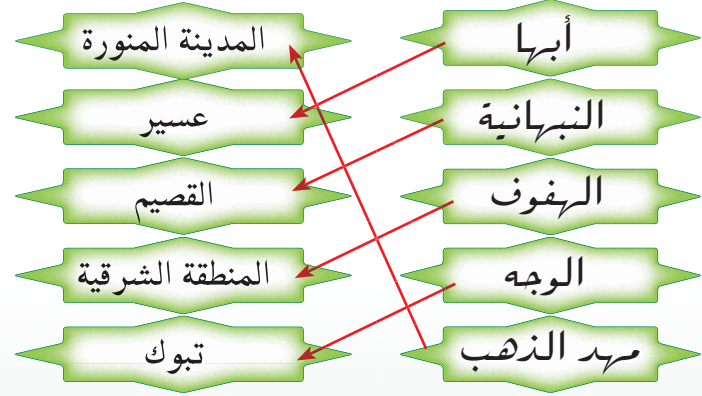 أبها
المدينة المنورة
النبهانية
عسير
الهفوف
القصيم
الوجه
المنطقة الشرقية
مهد الذهب
تبوك